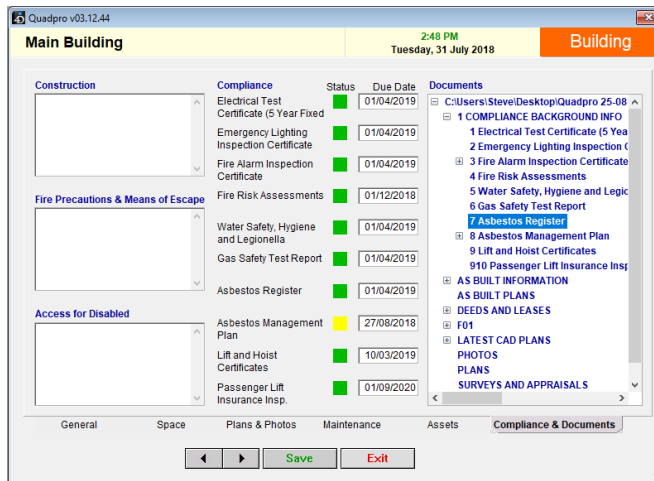 Quadpro v03.12.44
Main Building
2:48 PM
Tuesday, 31 July 2018
Building
Construction
Fire Precautions & Means of Escape
Access for Disabled
Compliance Status Due Date
Electrical Test
Certificate (5 Year Fixed
01/04/2019
Emergency Lighting
Inspection Certificate
01/04/2019
Fire Alarm Inspection
Certificate
01/04/2019
Fire Risk Assessments
01/12/2018
Water Safety, Hygiene
and Legionella
01/04/2019
Gas Safety Test Report
01/04/2019
Asbestos Register
01/04/2019
Asbestos Management
Plan
27/08/2018
Lift and Hoist
Certificates
10/03/2019
Passenger Lift
Insurance Insp.
01/09/2020
Documents
C:\Users\Steve\Desktop\Quadpro 25-08
1 COMPLIANCE BACKGROUND INFO
1 Electrical Test Certificate (5 Yea
2 Emergency Lighting Inspection C
3 Fire Alarm Inspection Certificate
4 Fire Risk Assessments
5 Water Safety, Hygiene and Legic
6 Gas Safety Test Report
7 Asbestos Register
8 Asbestos Management Plan
9 Lift and Hoist Certificates
910 Passenger Lift Insurance Insp
AS BUILT INFORMATION
AS BUILT PLANS
DEEDS AND LEASES
F01
LATEST CAD PLANS
PHOTOS
PLANS
SURVEYS AND APPRAISALS
General Space Plans & Photos Maintenance Assets Compliance & Documents
Save Exit